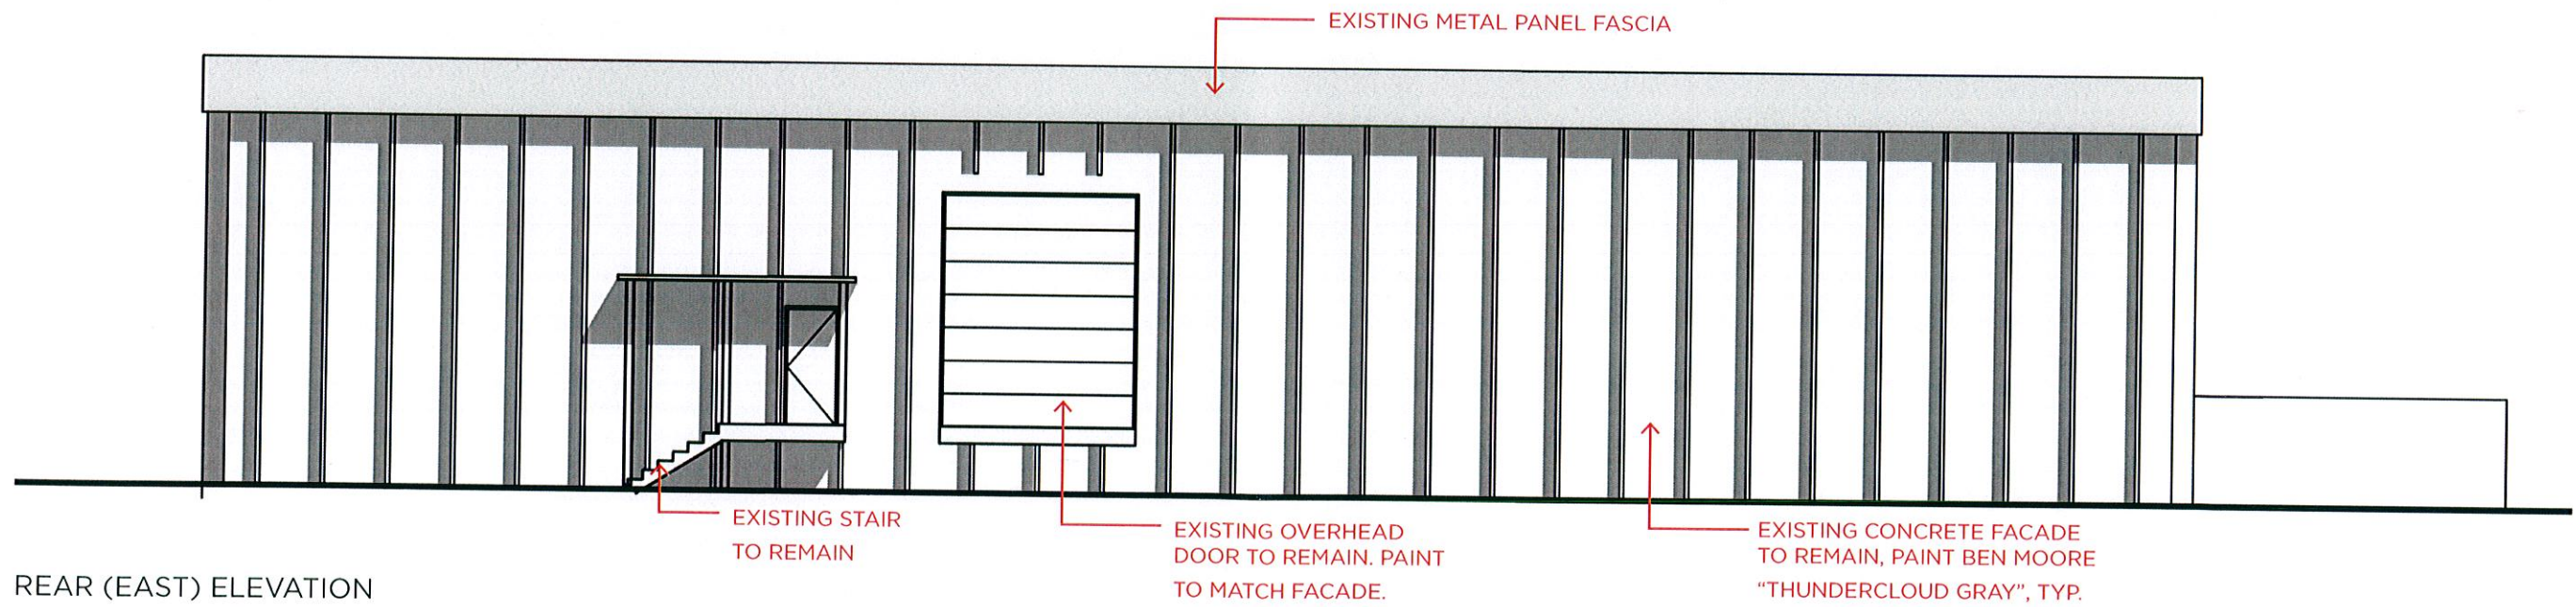 EXISTING METAL PANEL FASCIA
EXISTING STAIR
TO REMAIN
EXISTING OVERHEAD
DOOR TO REMAIN. PAINT
TO MATCH FACADE.
EXISTING CONCRETE FACADE
TO REMAIN, PAINT BEN MOORE
“THUNDERCLOUD GRAY”, TYP.
REAR (EAST) ELEVATION